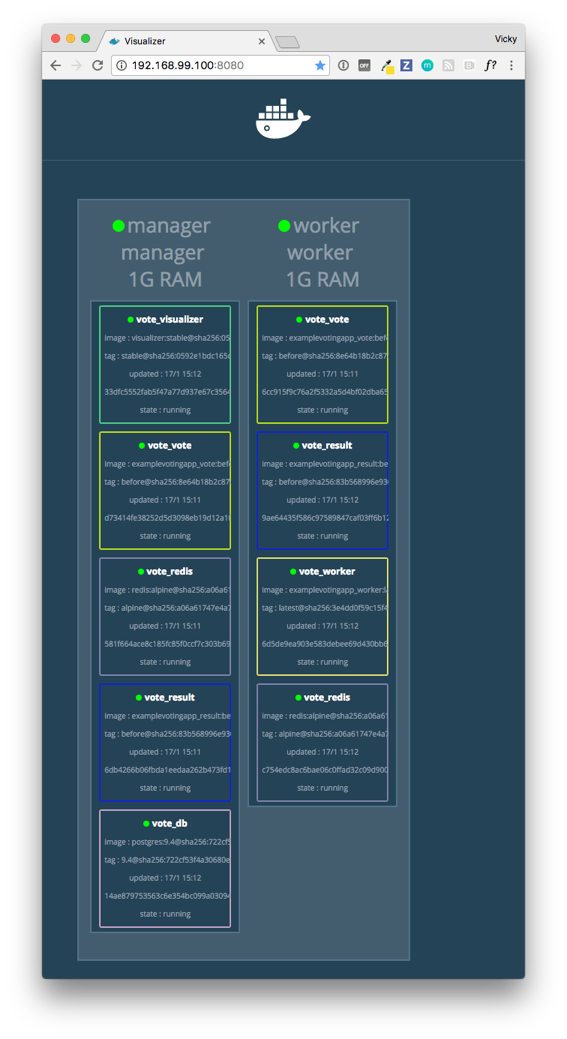 Visualizer
Vicky
192.168.99.100:8080
manager
manager
1G RAM
vote_visualizer
image : visualizer:stable@sha256:05
tag : stable@sha256:0592e1bdc165
updated : 17/1 15:12
33dfc5552fab5f47a77d937e67c3564
state : running
vote_vote
image : examplevotingapp_vote:bef
tag : before@sha256:8e64b18b2c87
updated : 17/1 15:11
d73414fe38252d5d3098eb19d12a1
state : running
vote_redis
image : redis:alpine@sha256:a06a61
tag : alpine@sha256:a06a61747e4a7
updated : 17/1 15:11
581f664ace8c185fc85f0ccf7c303b69
state : running
vote_result
image : examplevotingapp_result:be
tag : before@sha256:83b568996e93
updated : 17/1 15:11
6db4266b06fbda1eedaa262b473fd1
state : running
vote_db
image : postgres:9.4@sha256:722cf5
tag : 9.4@sha256:722cf53f4a30680e
updated : 17/1 15:12
14ae879753563c6e354bc099a03094
state : running
worker
worker
1G RAM
vote_vote
image : examplevotingapp_vote:bef
tag : before@sha256:8e64b18b2c87
updated : 17/1 15:11
6cc915f9c76a2f5332a5d4bf02dba65
state : running
vote_result
image : examplevotingapp_result:be
tag : before@sha256:83b568996e93
updated : 17/1 15:12
9ae64435f586c97589847caf03ff6b12
state : running
vote_worker
image : examplevotingapp_worker:l
tag : latest@sha256:3e4dd0f59c15f4
updated : 17/1 15:12
6d5de9ea903e583debee69d430bb6
state : running
vote_redis
image : redis:alpine@sha256:a06a61
tag : alpine@sha256:a06a61747e4a7
updated : 17/1 15:12
c754edc8ac6bae06c0ffad32c09d900
state : running